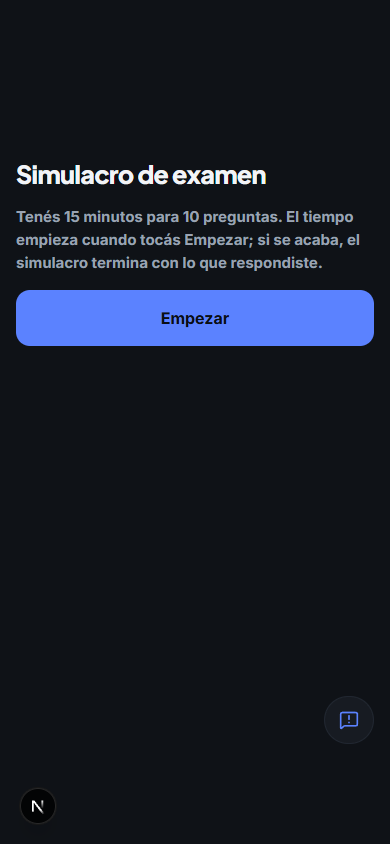 Simulacro de examen
Tenés 15 minutos para 10 preguntas. El tiempo
empieza cuando tocás Empezar; si se acaba, el
simulacro termina con lo que respondiste.
Empezar
N